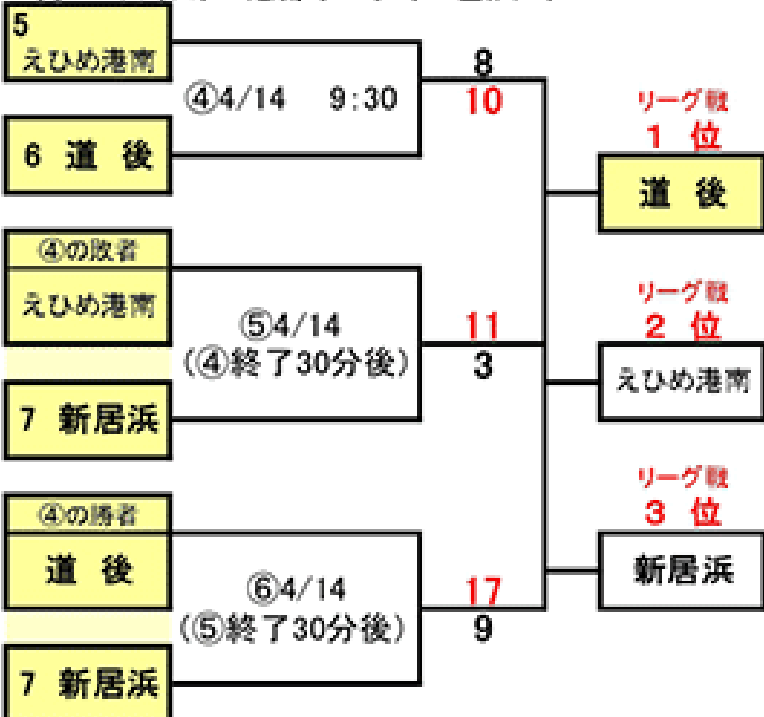 5
えひめ港南
④4/14 9:30
6 道後
8
10
リーグ戦
1 位
道後
④の敗者
えひめ港南
⑤4/14
(④終了30分後)
7 新居浜
11
3
リーグ戦
2 位
えひめ港南
④の勝者
道後
⑥4/14
(⑤終了30分後)
7 新居浜
17
9
リーグ戦
3 位
新居浜